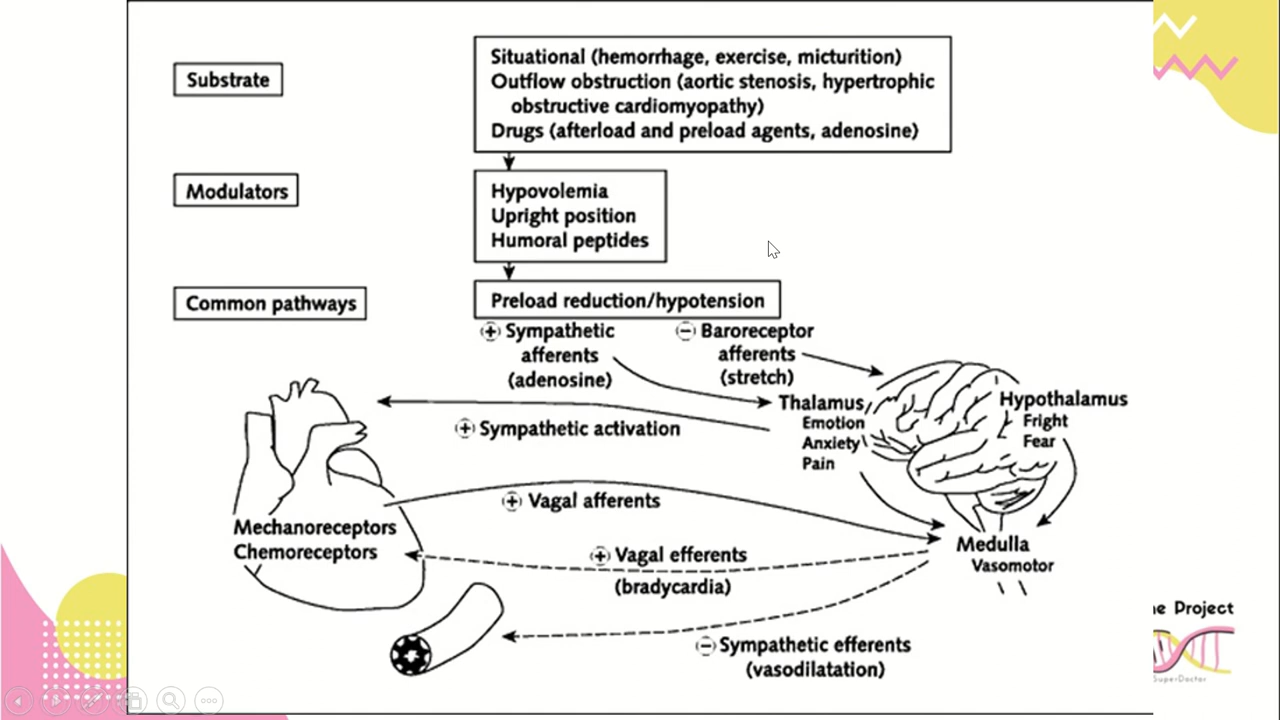 Substrate
Situational (hemorrhage, exercise, micturition)
Outflow obstruction (aortic stenosis, hypertrophic
obstructive cardiomyopathy)
Drugs (afterload and preload agents, adenosine)
Modulators
Hypovolemia
Upright position
Humoral peptides
Common pathways
Preload reduction/hypotension
+ Sympathetic
afferents
(adenosine)
− Baroreceptor
afferents
(stretch)
Thalamus
Emotion
Anxiety
Pain
Hypothalamus
Fright
Fear
+ Sympathetic activation
+ Vagal afferents
Mechanoreceptors
Chemoreceptors
+ Vagal efferents
(bradycardia)
Medulla
Vasomotor
− Sympathetic efferents
(vasodilatation)
ne Project
SuperDoctor